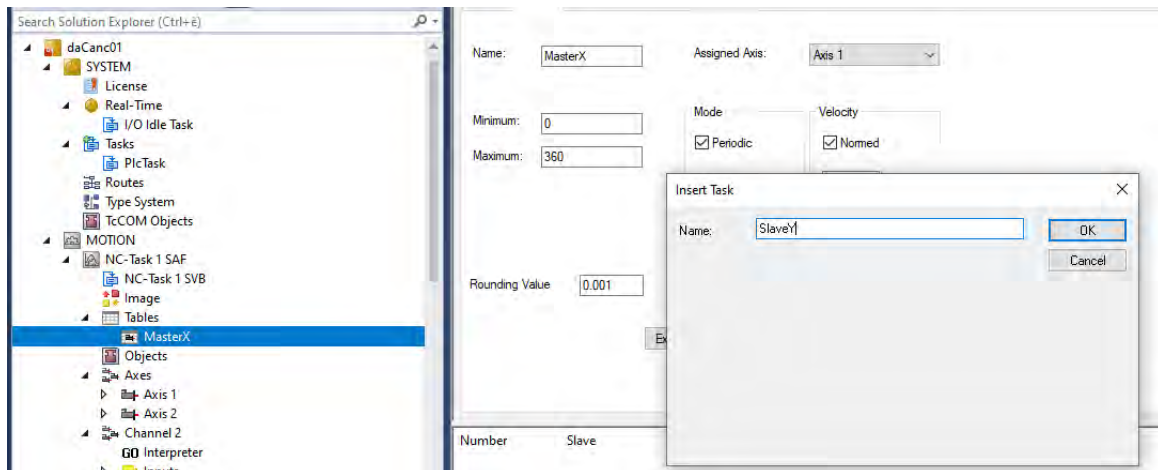 Search Solution Explorer (Ctrl+è)
daCanc01
SYSTEM
License
Real-Time
I/O Idle Task
Tasks
PlcTask
Routes
Type System
TcCOM Objects
MOTION
NC-Task 1 SAF
NC-Task 1 SVB
Image
Tables
MasterX
Objects
Axes
Axis 1
Axis 2
Channel 2
GO Interpreter
Name: MasterX Assigned Axis: Axis 1
Minimum: 0 Mode Velocity
Maximum: 360 Periodic Normed
Rounding Value 0.001
Insert Task
Name: SlaveY OK
Cancel
Number Slave